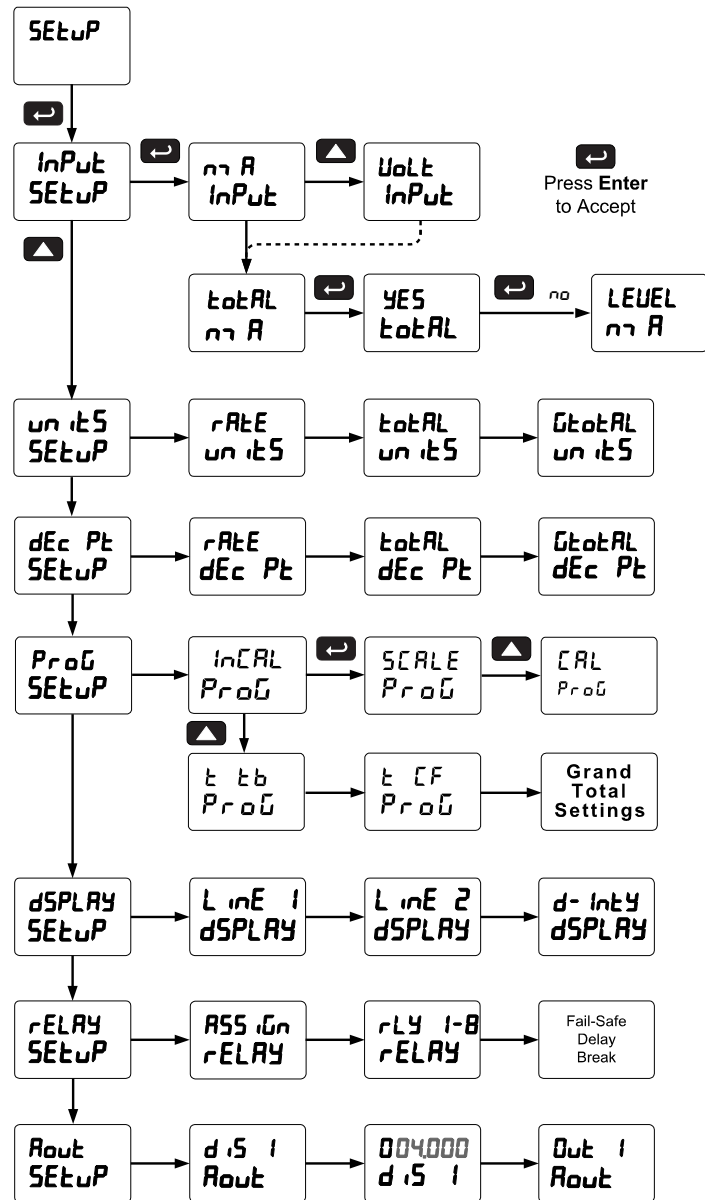 SEtuP
InPut
SEtuP
mA
InPut
VoLt
InPut
Press Enter
to Accept
totAL
mA
YES
totAL
no
LEVEL
mA
unitS
SEtuP
rAtE
unitS
totAL
unitS
GtotAL
unitS
dEc Pt
SEtuP
rAtE
dEc Pt
totAL
dEc Pt
GtotAL
dEc Pt
ProG
SEtuP
InCAL
ProG
SCALE
ProG
CAL
ProG
t tb
ProG
t CF
ProG
Grand
Total
Settings
dSPLAY
SEtuP
LinE 1
dSPLAY
LinE 2
dSPLAY
d-Inty
dSPLAY
rELAY
SEtuP
ASSiGn
rELAY
rLY 1-8
rELAY
Fail-Safe
Delay
Break
Aout
SEtuP
diS 1
Aout
004.000
diS 1
Out 1
Aout